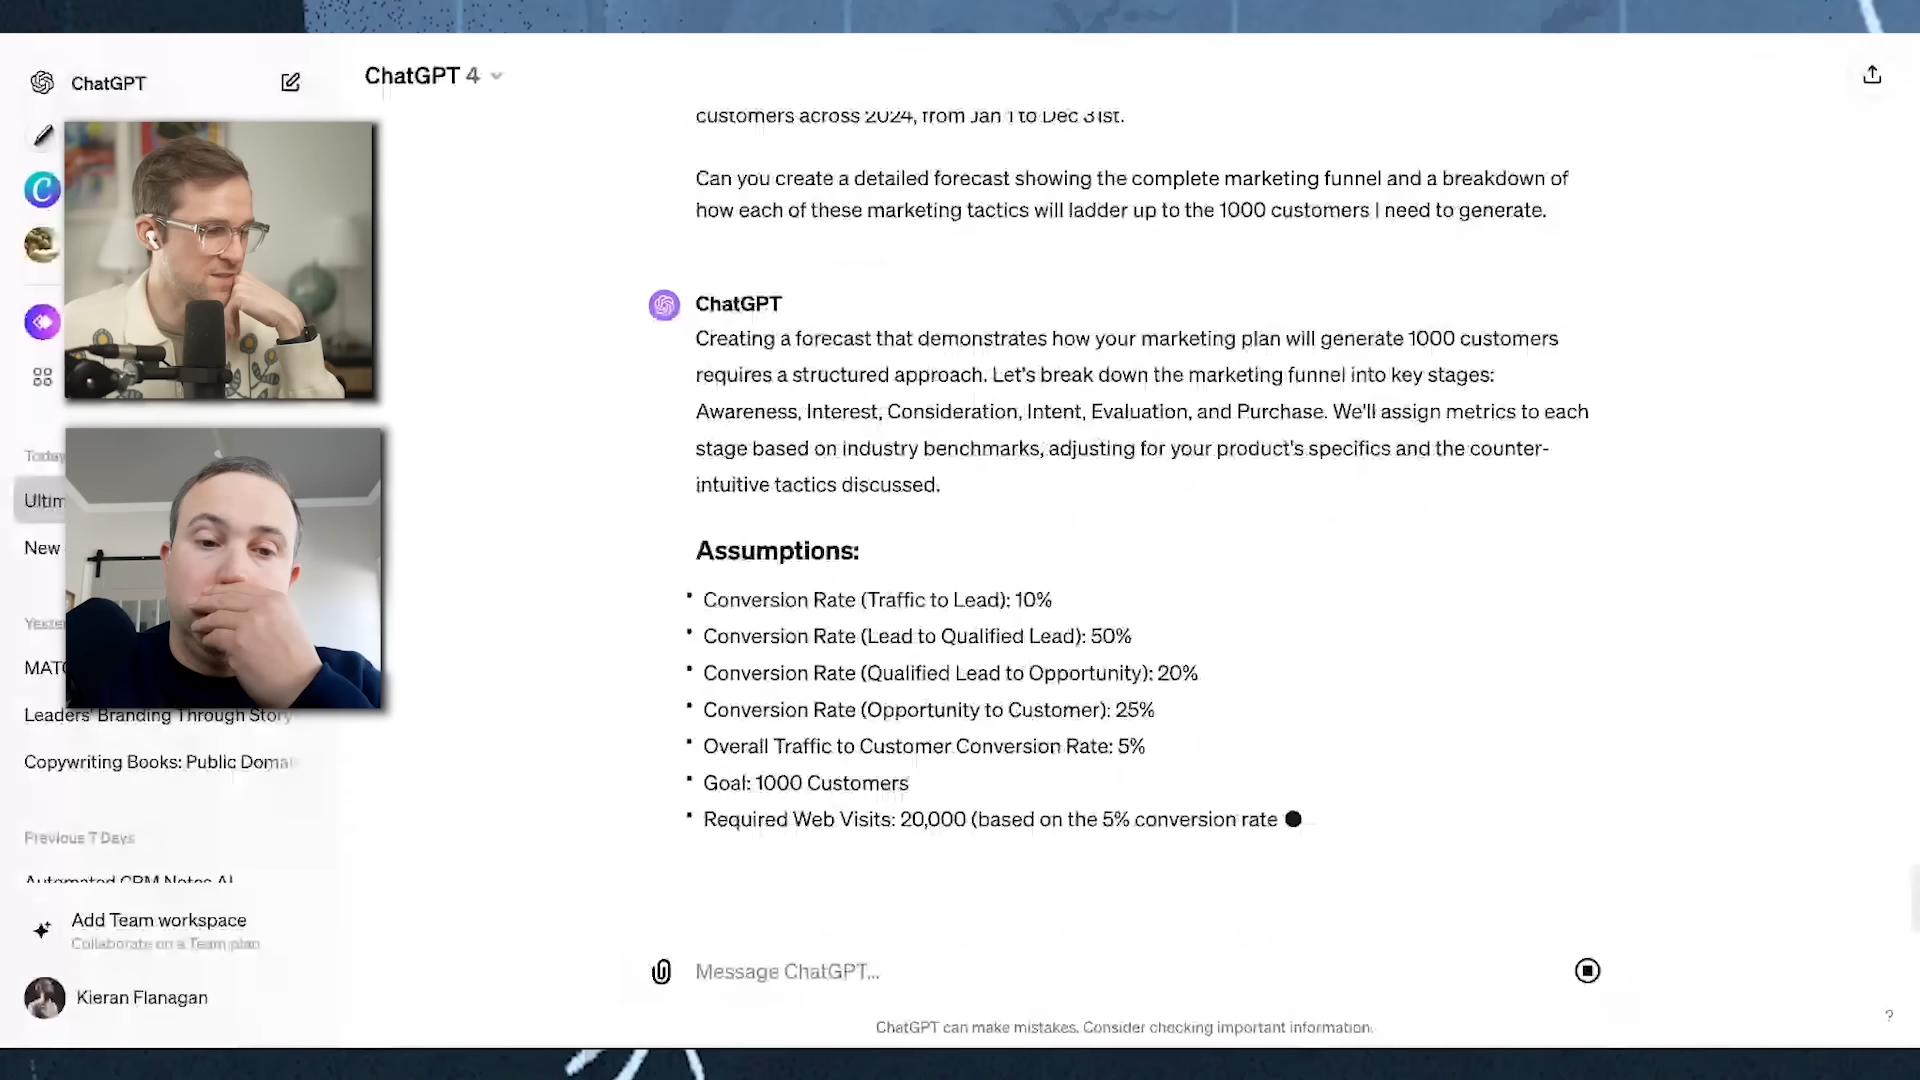 ChatGPT
ChatGPT 4
customers across 2024, from Jan 1 to Dec 31st.
Can you create a detailed forecast showing the complete marketing funnel and a breakdown of
how each of these marketing tactics will ladder up to the 1000 customers I need to generate.
ChatGPT
Creating a forecast that demonstrates how your marketing plan will generate 1000 customers
requires a structured approach. Let's break down the marketing funnel into key stages:
Awareness, Interest, Consideration, Intent, Evaluation, and Purchase. We'll assign metrics to each
stage based on industry benchmarks, adjusting for your product's specifics and the counter-
intuitive tactics discussed.
Assumptions:
• Conversion Rate (Traffic to Lead): 10%
• Conversion Rate (Lead to Qualified Lead): 50%
• Conversion Rate (Qualified Lead to Opportunity): 20%
• Conversion Rate (Opportunity to Customer): 25%
• Overall Traffic to Customer Conversion Rate: 5%
• Goal: 1000 Customers
• Required Web Visits: 20,000 (based on the 5% conversion rate
Today
Ultim
New
Yeste
MATC
Leaders' Branding Through Story
Copywriting Books: Public Domai
Previous 7 Days
Automated CRM Notes AI
Add Team workspace
Collaborate on a Team plan
Kieran Flanagan
Message ChatGPT...
ChatGPT can make mistakes. Consider checking important information.
?